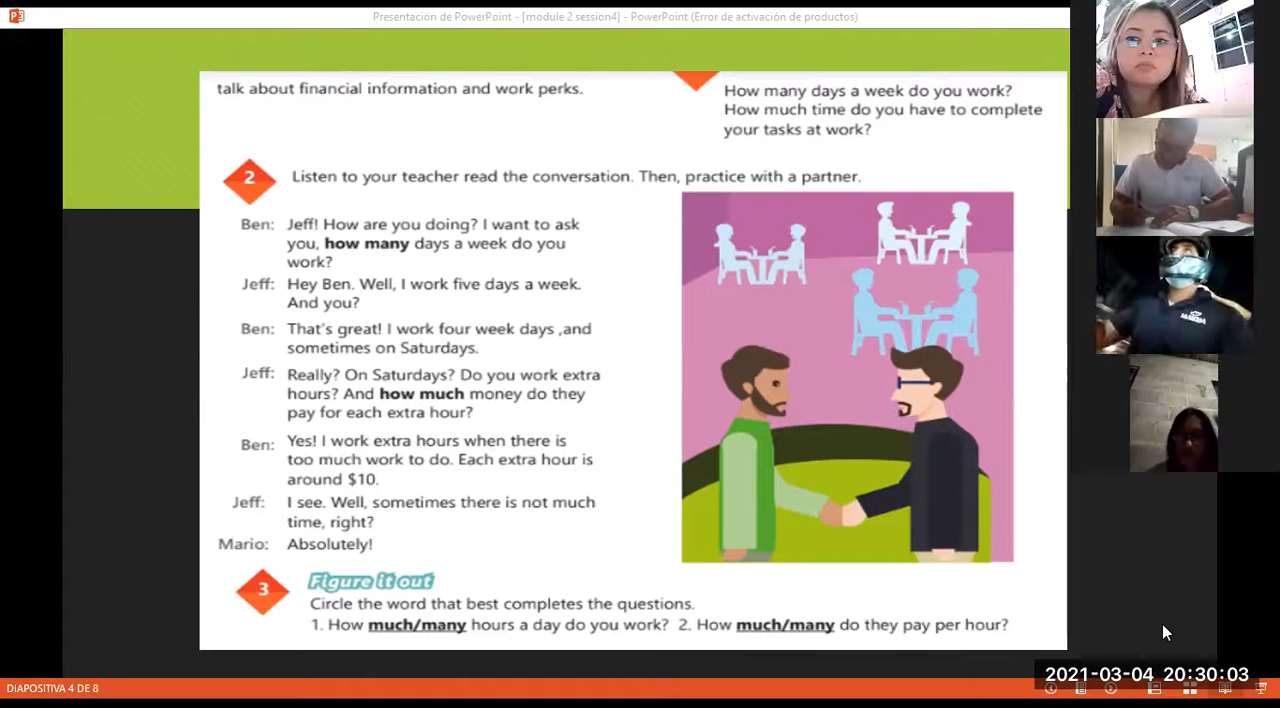 Presentación de PowerPoint - [module 2 session4] - PowerPoint (Error de activación de productos)
talk about financial information and work perks.
How many days a week do you work?
How much time do you have to complete
your tasks at work?
2 Listen to your teacher read the conversation. Then, practice with a partner.
Ben: Jeff! How are you doing? I want to ask
you, how many days a week do you
work?
Jeff: Hey Ben. Well, I work five days a week.
And you?
Ben: That's great! I work four week days ,and
sometimes on Saturdays.
Jeff: Really? On Saturdays? Do you work extra
hours? And how much money do they
pay for each extra hour?
Ben: Yes! I work extra hours when there is
too much work to do. Each extra hour is
around $10.
Jeff: I see. Well, sometimes there is not much
time, right?
Mario: Absolutely!
3 Figure it out
Circle the word that best completes the questions.
1. How much/many hours a day do you work? 2. How much/many do they pay per hour?
2021-03-04 20:30:03
DIAPOSITIVA 4 DE 8